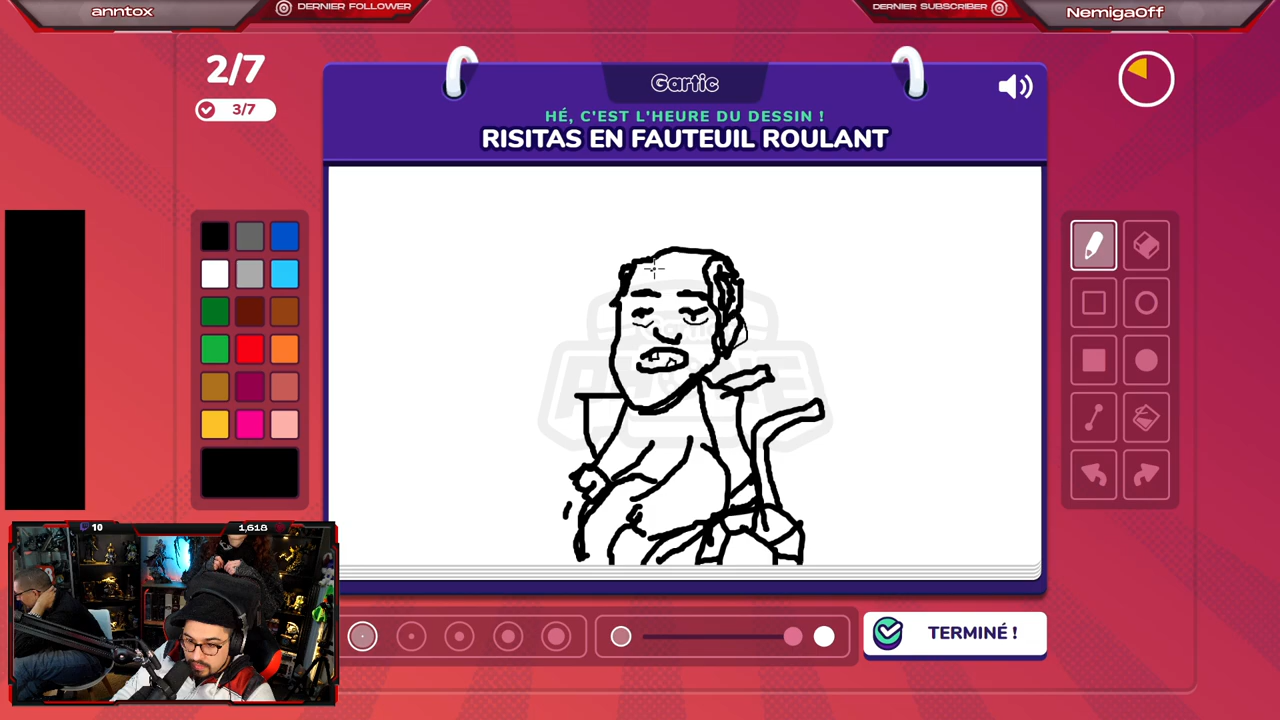 anntox
DERNIER FOLLOWER
DERNIER SUBSCRIBER
NemigaOff
2/7
3/7
Gartic
HÉ, C'EST L'HEURE DU DESSIN !
RISITAS EN FAUTEUIL ROULANT
PHONE
10
1,618
TERMINÉ !